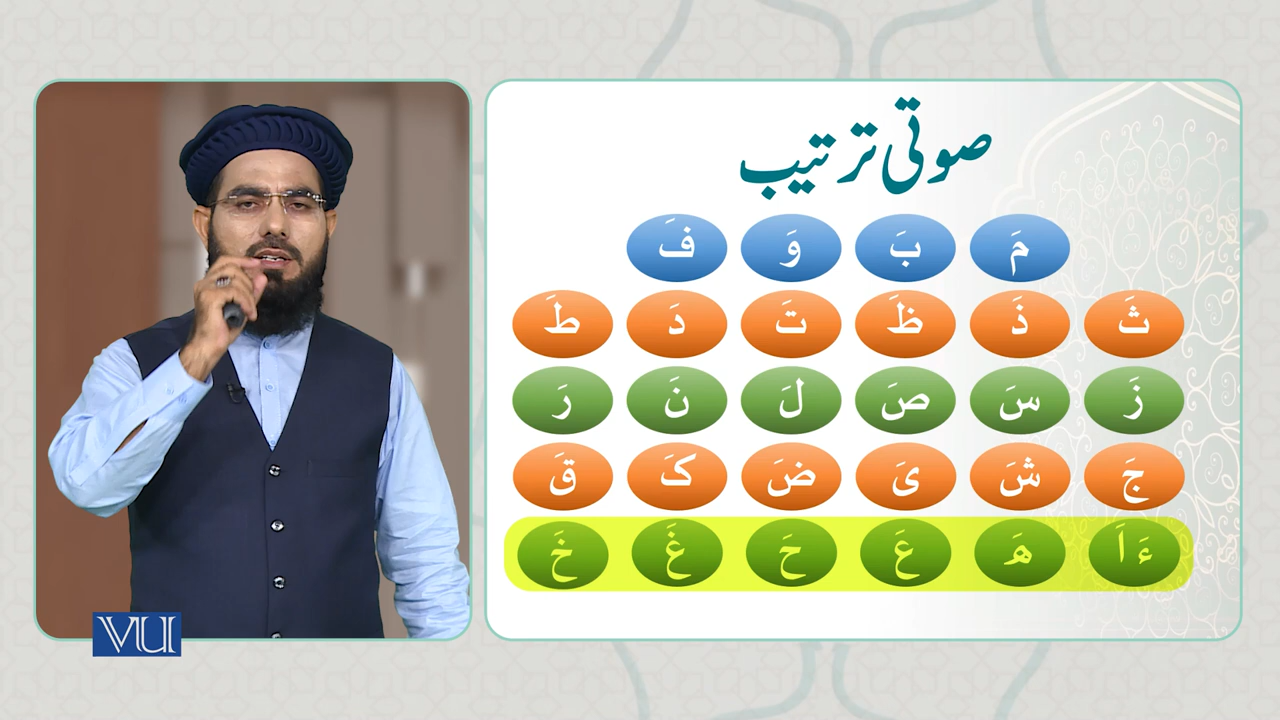 صوتی ترتیب
مَ بَ وَ فَ
ثَ ذَ ظَ تَ دَ طَ
زَ سَ صَ لَ نَ رَ
جَ شَ یَ ضَ کَ قَ
ءَ اَ ھَ عَ حَ غَ خَ
VU